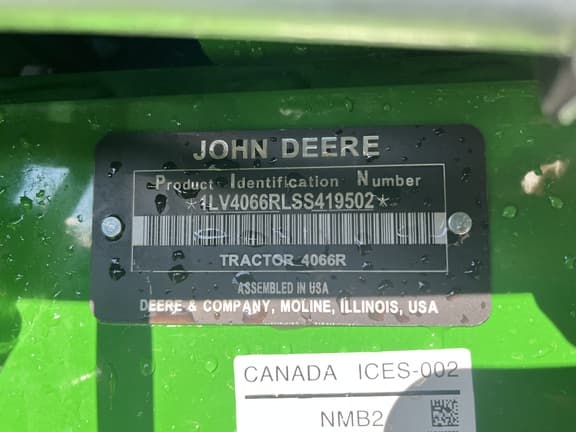 JOHN DEERE
Product Identification Number
*1LV4066RLSS419502*
TRACTOR 4066R
ASSEMBLED IN USA
DEERE & COMPANY, MOLINE, ILLINOIS, USA
CANADA ICES-002
NMB2